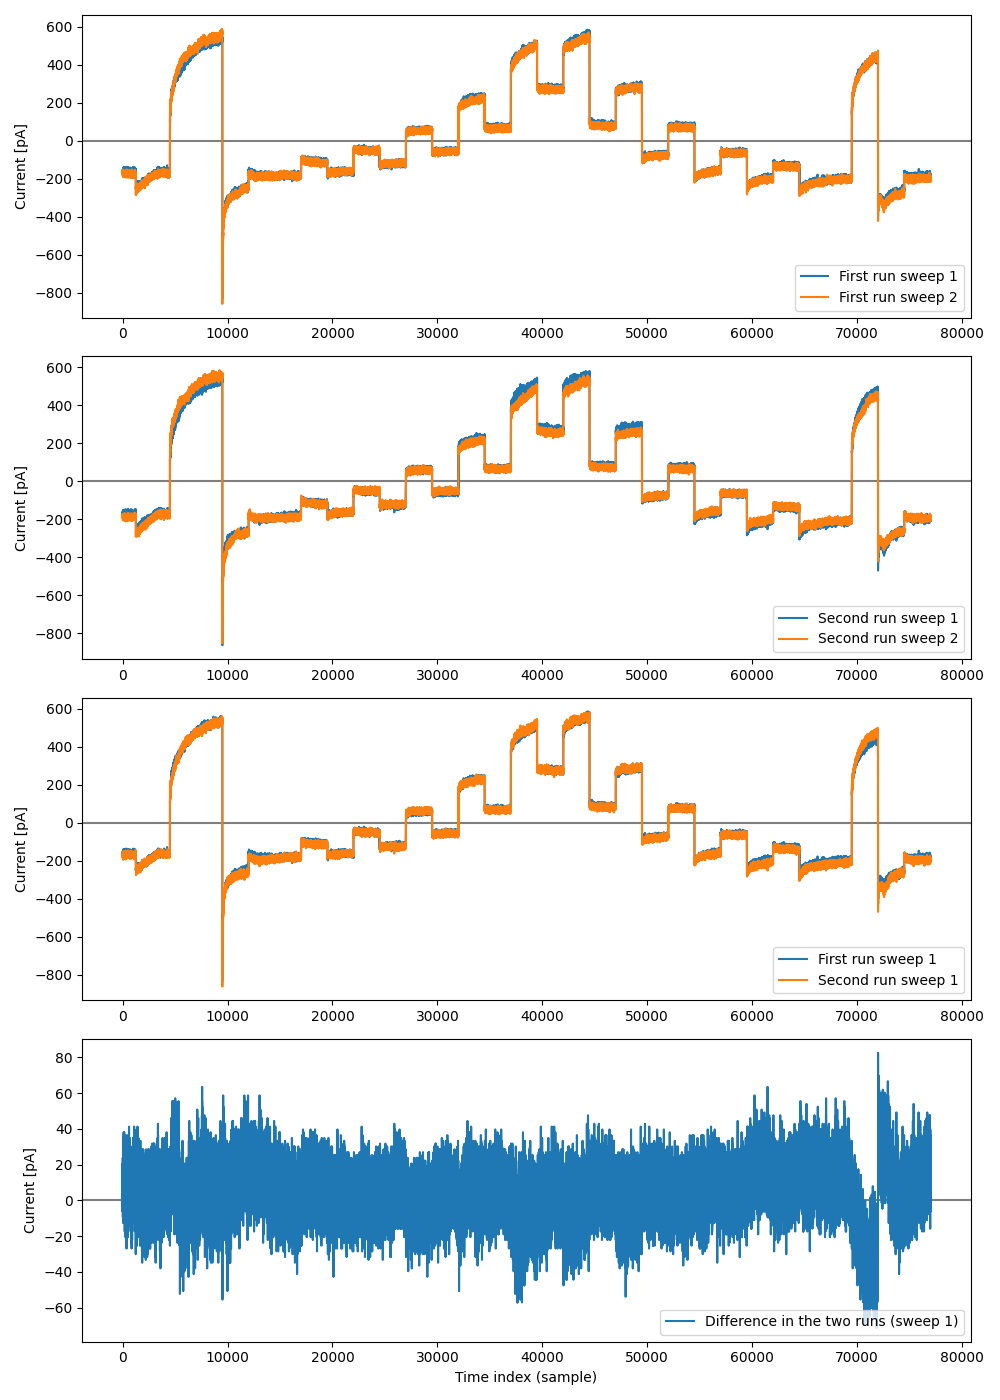 600
400
200
0
−200
−400
−600
−800
Current [pA]
First run sweep 1
First run sweep 2
0 10000 20000 30000 40000 50000 60000 70000 80000
600
400
200
0
−200
−400
−600
−800
Current [pA]
Second run sweep 1
Second run sweep 2
0 10000 20000 30000 40000 50000 60000 70000 80000
600
400
200
0
−200
−400
−600
−800
Current [pA]
First run sweep 1
Second run sweep 1
0 10000 20000 30000 40000 50000 60000 70000 80000
80
60
40
20
0
−20
−40
−60
Current [pA]
Difference in the two runs (sweep 1)
0 10000 20000 30000 40000 50000 60000 70000 80000
Time index (sample)